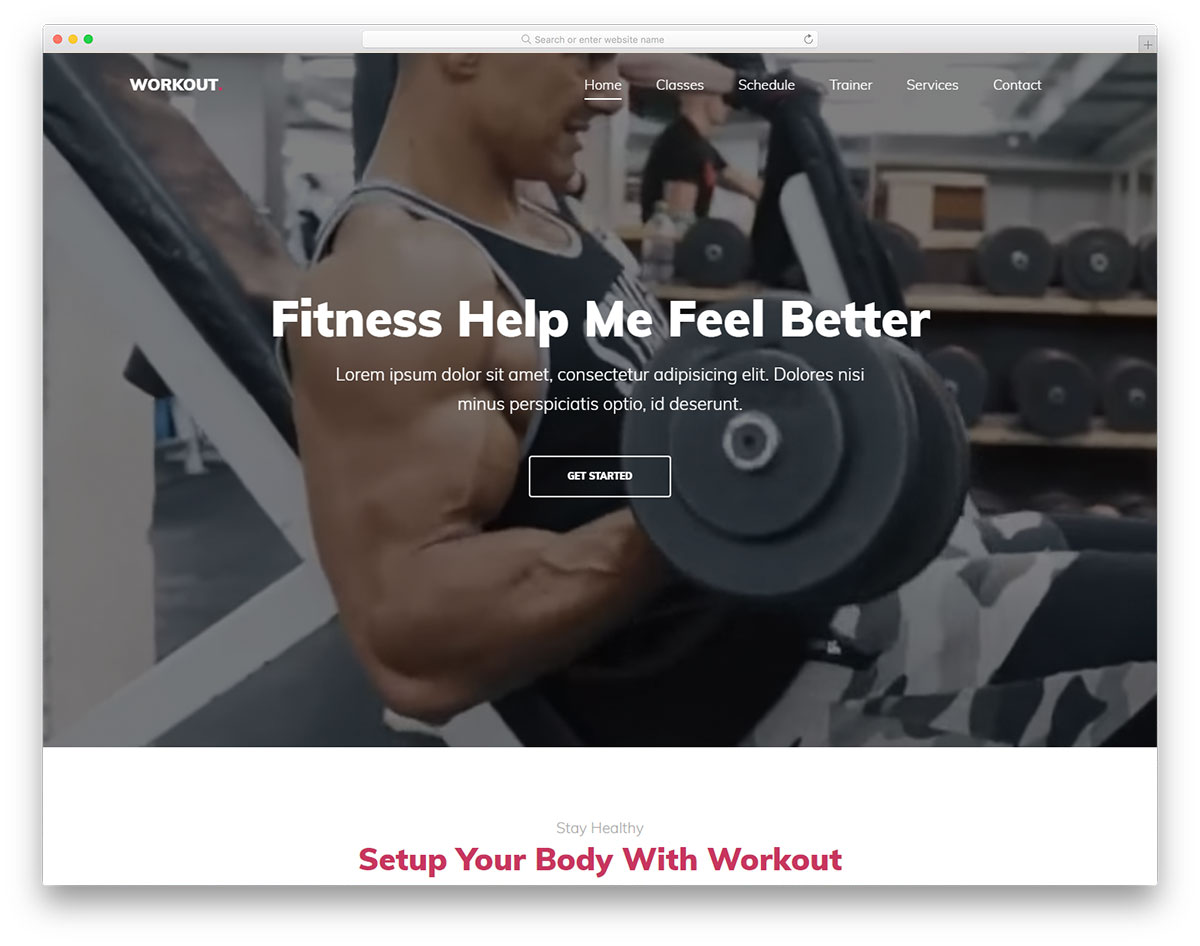 Search or enter website name
WORKOUT.
Home Classes Schedule Trainer Services Contact
Fitness Help Me Feel Better
Lorem ipsum dolor sit amet, consectetur adipisicing elit. Dolores nisi
minus perspiciatis optio, id deserunt.
GET STARTED
Stay Healthy
Setup Your Body With Workout